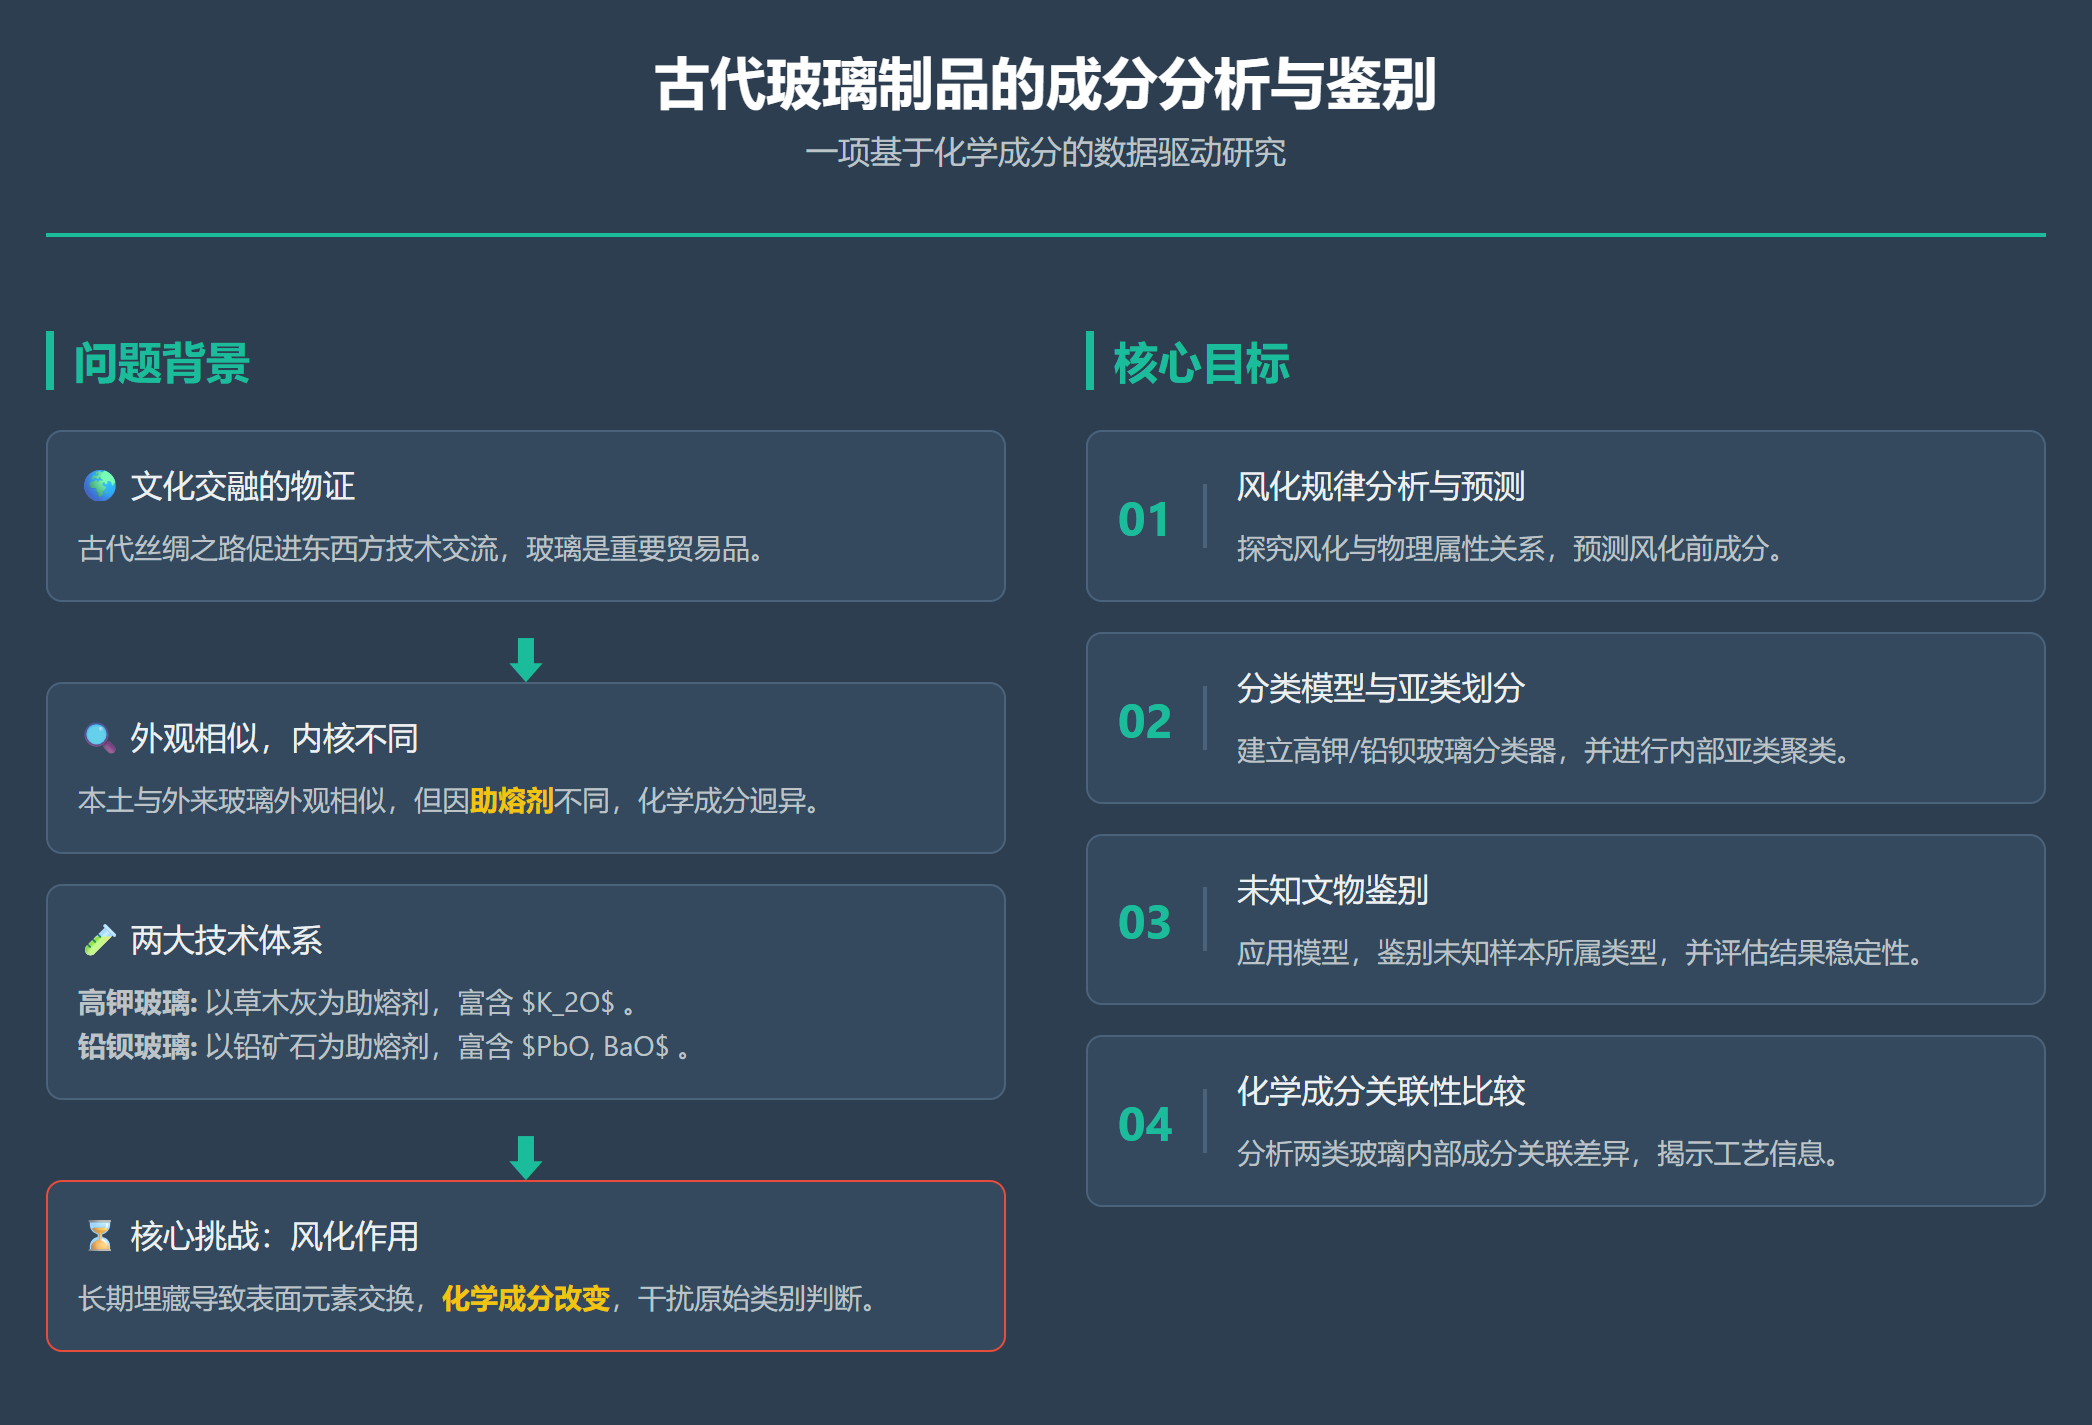 古代玻璃制品的成分分析与鉴别
一项基于化学成分的数据驱动研究
问题背景
文化交融的物证
古代丝绸之路促进东西方技术交流，玻璃是重要贸易品。
外观相似，内核不同
本土与外来玻璃外观相似，但因助熔剂不同，化学成分迥异。
两大技术体系
高钾玻璃: 以草木灰为助熔剂，富含 $K_2O$ 。
铅钡玻璃: 以铅矿石为助熔剂，富含 $PbO, BaO$ 。
核心挑战：风化作用
长期埋藏导致表面元素交换，化学成分改变，干扰原始类别判断。
核心目标
01
风化规律分析与预测
探究风化与物理属性关系，预测风化前成分。
02
分类模型与亚类划分
建立高钾/铅钡玻璃分类器，并进行内部亚类聚类。
03
未知文物鉴别
应用模型，鉴别未知样本所属类型，并评估结果稳定性。
04
化学成分关联性比较
分析两类玻璃内部成分关联差异，揭示工艺信息。